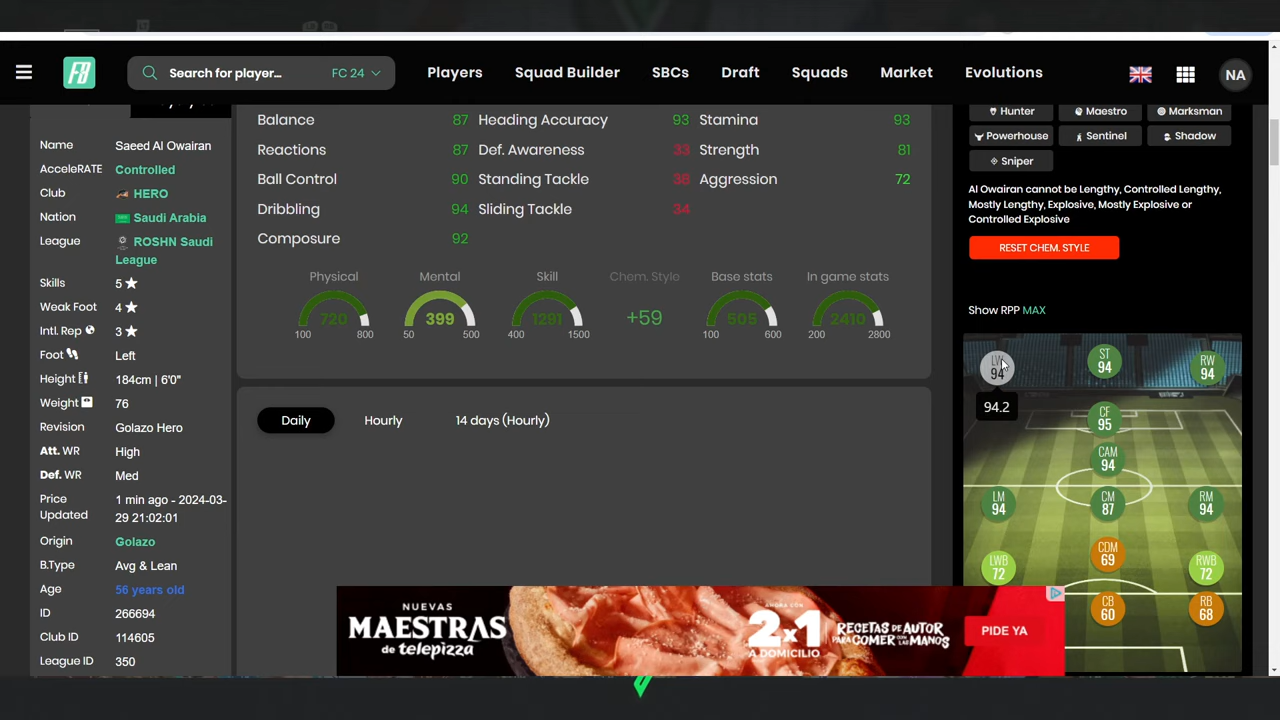 Search for player...
FC 24
Players
Squad Builder
SBCs
Draft
Squads
Market
Evolutions
NA
Name Saeed Al Owairan
AcceleRATE Controlled
Club HERO
Nation Saudi Arabia
League ROSHN Saudi
League
Skills 5
Weak Foot 4
Intl. Rep 3
Foot Left
Height 184cm | 6'0"
Weight 76
Revision Golazo Hero
Att. WR High
Def. WR Med
Price 1 min ago - 2024-03-
Updated 29 21:02:01
Origin Golazo
B.Type Avg & Lean
Age 56 years old
ID 266694
Club ID 114605
League ID 350
Balance 87 Heading Accuracy 93 Stamina 93
Reactions 87 Def. Awareness 33 Strength 81
Ball Control 90 Standing Tackle 36 Aggression 72
Dribbling 94 Sliding Tackle 34
Composure 92
Physical Mental Skill Chem. Style Base stats In game stats
720 399 1291 +59 505 2410
100 800 50 500 400 1500 100 600 200 2800
Daily Hourly 14 days (Hourly)
Hunter Maestro Marksman
Powerhouse Sentinel Shadow
Sniper
Al Owairan cannot be Lengthy, Controlled Lengthy,
Mostly Lengthy, Explosive, Mostly Explosive or
Controlled Explosive
RESET CHEM. STYLE
Show RPP MAX
LW
94
ST
94
RW
94
94.2
CF
95
CAM
94
LM
94
CM
87
RM
94
CDM
69
LWB
72
RWB
72
CB
60
RB
68
NUEVAS
MAESTRAS
de telepizza
AHORA CON
2x1
A DOMICILIO
RECETAS DE AUTOR
PARA COMER CON LAS MANOS
PIDE YA